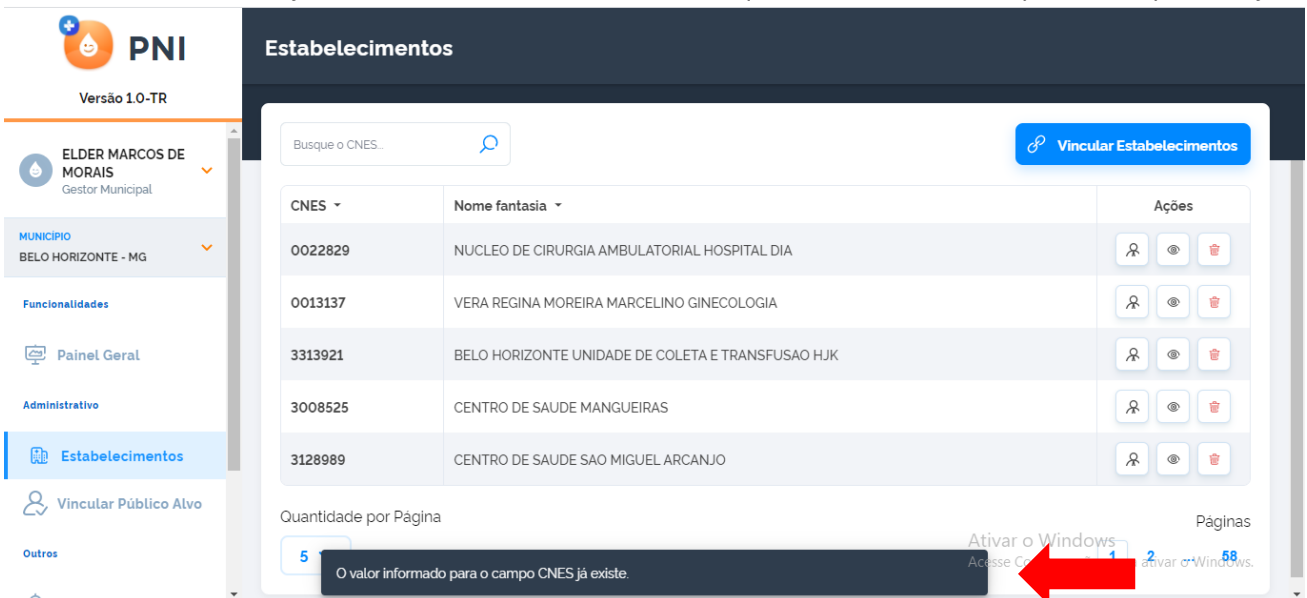 PNI
Estabelecimentos
Versão 1.0-TR
ELDER MARCOS DE
MORAIS
Gestor Municipal
MUNICÍPIO
BELO HORIZONTE - MG
Funcionalidades
Painel Geral
Administrativo
Estabelecimentos
Vincular Público Alvo
Outros
Busque o CNES...
Vincular Estabelecimentos
CNES Nome fantasia Ações
0022829 NUCLEO DE CIRURGIA AMBULATORIAL HOSPITAL DIA
0013137 VERA REGINA MOREIRA MARCELINO GINECOLOGIA
3313921 BELO HORIZONTE UNIDADE DE COLETA E TRANSFUSAO HJK
3008525 CENTRO DE SAUDE MANGUEIRAS
3128989 CENTRO DE SAUDE SAO MIGUEL ARCANJO
Quantidade por Página Páginas
5 1 2 ... 58
Ativar o Windows
Acesse ativar o Windows.
O valor informado para o campo CNES já existe.